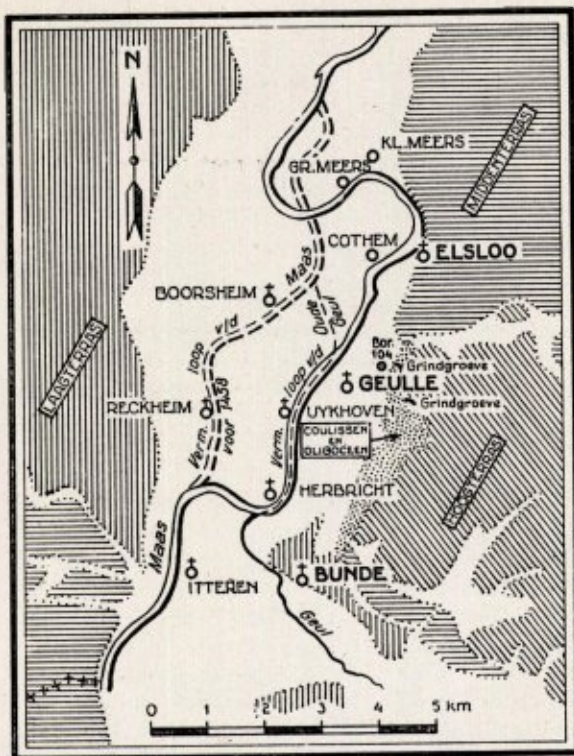 N
KL. MEERS
GR. MEERS
MIDDENTERRAS
COTHEM
ELSLOO
BOORSHEIM
Verm. loop v/d Maas
voor 1438
Oude Geul
LAAGTERRAS
RECKHEIM
Bor. 104
Grindgroeve
GEULLE
Grindgroeve
UYKHOVEN
COULISSEN
EN
OLIGOCEEN
Verm. loop v/d
HOOGTERRAS
HERBRICHT
Maas
ITTEREN
BUNDE
Geul
0 1 2 3 4 5 km